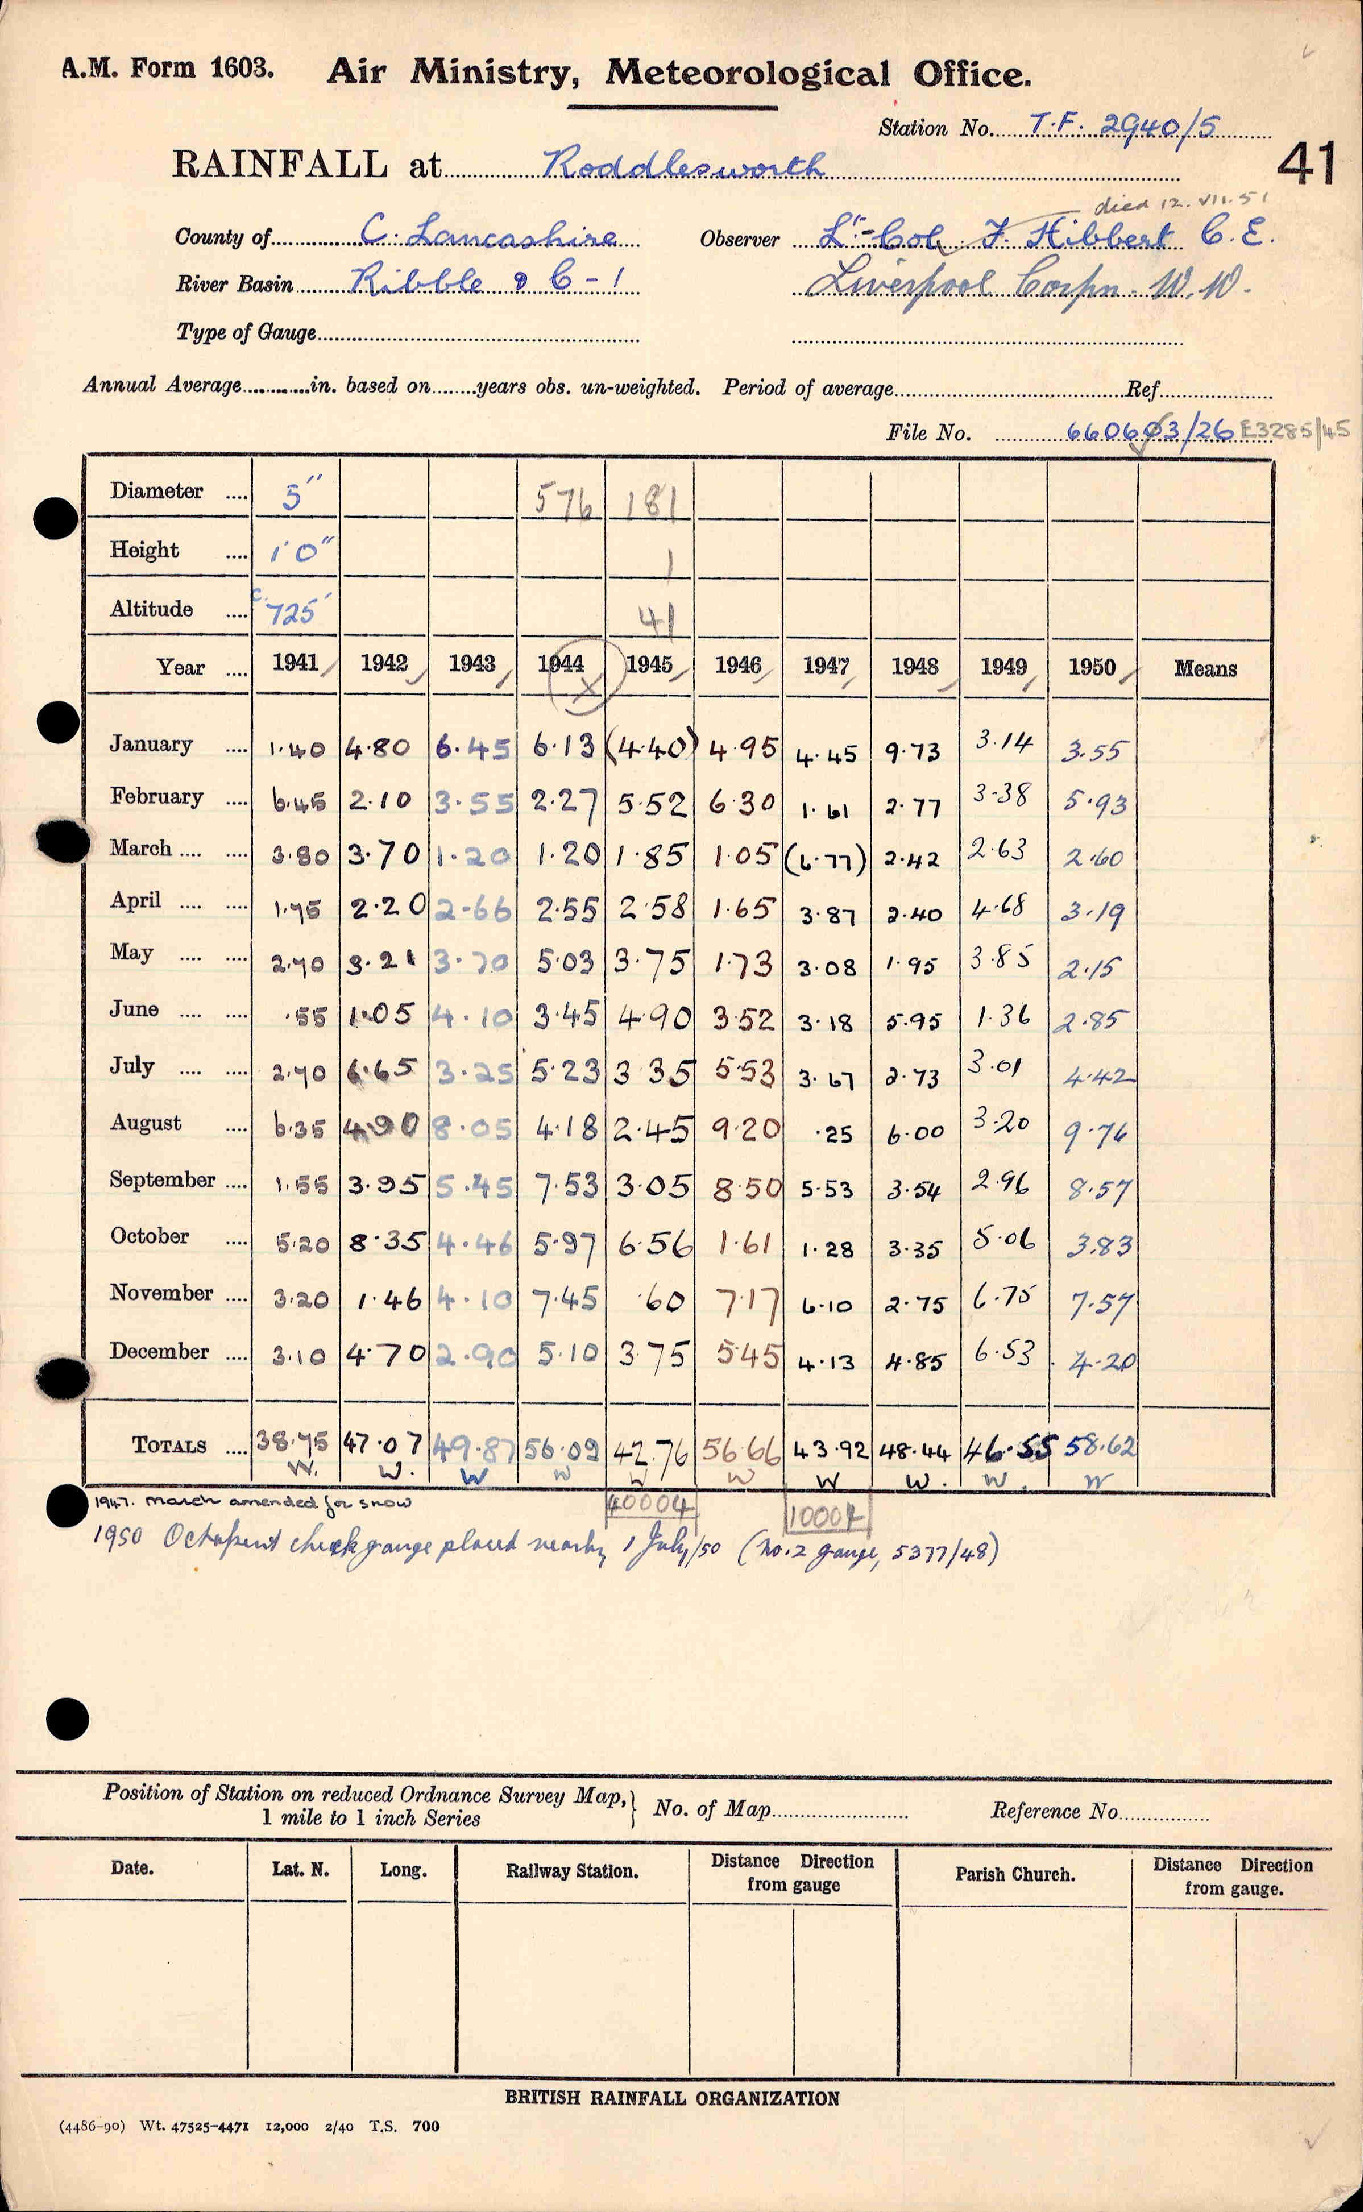 A.M. Form 1603. Air Ministry, Meteorological Office.
Station No. T.F. 2940/5
RAINFALL at Roddlesworth 41
died 12.VII.51
County of C. Lancashire Observer Lt-Col. F. Hibbert C.E.
River Basin Ribble & C-1 Liverpool Corpn. W.W.
Type of Gauge
Annual Average in. based on years obs. un-weighted. Period of average Ref
File No. 660603/26 E3285/45
Diameter .... 5" 576 181
Height .... 1'0" 1
Altitude .... c. 725' 41
Year .... 1941 1942 1943 1944 1945 1946 1947 1948 1949 1950 Means
January .... 1.40 4.80 6.45 6.13 (4.40) 4.95 4.45 9.73 3.14 3.55
February .... 6.45 2.10 3.55 2.27 5.52 6.30 1.61 2.77 3.38 5.93
March .... .... 3.80 3.70 1.20 1.20 1.85 1.05 (6.77) 2.42 2.63 2.60
April .... .... 1.75 2.20 2.66 2.55 2.58 1.65 3.87 2.40 4.68 3.19
May .... .... 2.70 3.21 3.70 5.03 3.75 1.73 3.08 1.95 3.85 2.15
June .... .... .55 1.05 4.10 3.45 4.90 3.52 3.18 5.95 1.36 2.85
July .... .... 2.70 6.65 3.25 5.23 3.35 5.53 3.67 2.73 3.01 4.42
August .... 6.35 4.90 8.05 4.18 2.45 9.20 .25 6.00 3.20 9.76
September .... 1.55 3.95 5.45 7.53 3.05 8.50 5.53 3.54 2.96 8.57
October .... 5.20 8.35 4.46 5.97 6.56 1.61 1.28 3.35 5.06 3.83
November .... 3.20 1.46 4.10 7.45 .60 7.17 6.10 2.75 6.75 7.57
December .... 3.10 4.70 2.90 5.10 3.75 5.45 4.13 4.85 6.53 4.20
TOTALS .... 38.75 47.07 49.87 56.09 42.76 56.66 43.92 48.44 46.55 58.62
W. W. W W W W W W. W. W
1947. March amended for snow 40004 10001
1950 Octapent check gauge placed nearby 1 July/50 (No.2 gauge, 5377/48)
Position of Station on reduced Ordnance Survey Map, No. of Map Reference No.
1 mile to 1 inch Series
Date. Lat. N. Long. Railway Station. Distance Direction from gauge Parish Church. Distance Direction from gauge.
BRITISH RAINFALL ORGANIZATION
(4486-90) Wt. 47525-4471 12,000 2/40 T.S. 700